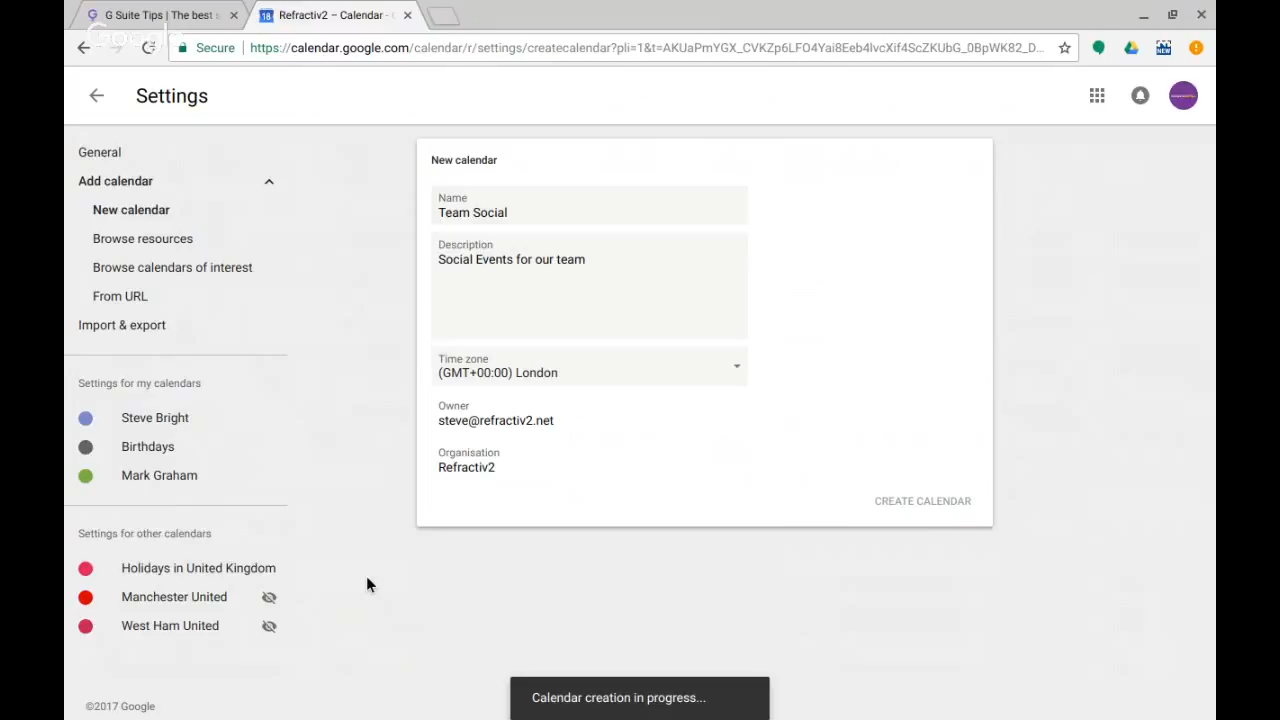 G Suite Tips | The best s
Refractiv2 – Calendar -
Google
Secure
https://calendar.google.com/calendar/r/settings/createcalendar?pli=1&t=AKUaPmYGX_CVKZp6LFO4Yai8Eeb4lvcXif4ScZKUbG_0BpWK82_D...
NEW
Settings
General
Add calendar
New calendar
Browse resources
Browse calendars of interest
From URL
Import & export
Settings for my calendars
Steve Bright
Birthdays
Mark Graham
Settings for other calendars
Holidays in United Kingdom
Manchester United
West Ham United
©2017 Google
New calendar
Name
Team Social
Description
Social Events for our team
Time zone
(GMT+00:00) London
Owner
steve@refractiv2.net
Organisation
Refractiv2
CREATE CALENDAR
Calendar creation in progress...